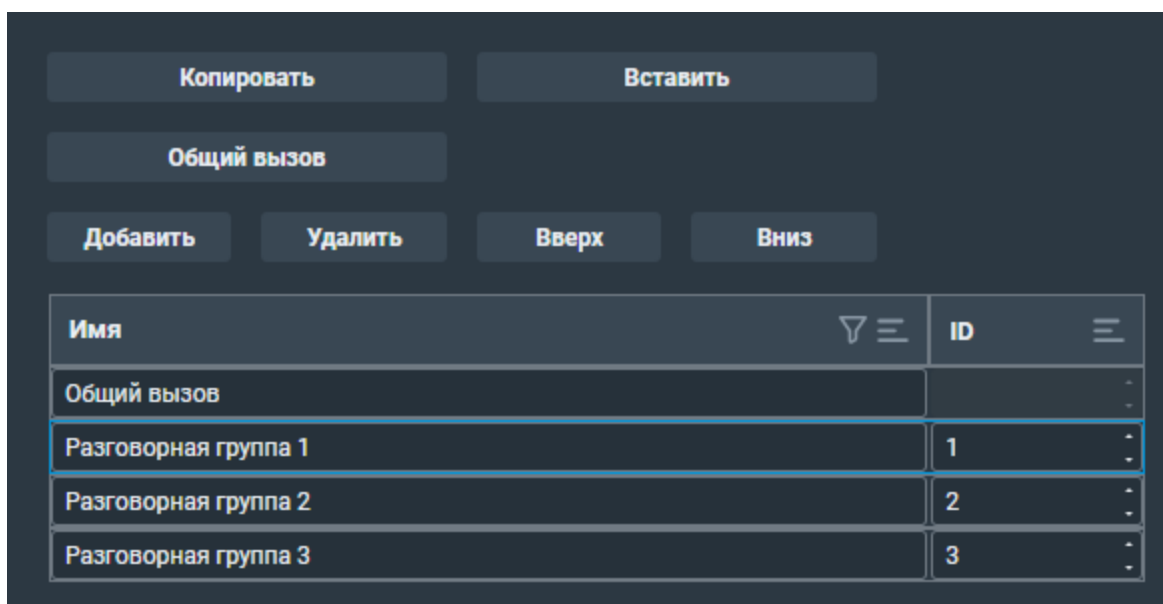 Копировать Вставить
Общий вызов
Добавить Удалить Вверх Вниз
Имя ID
Общий вызов
Разговорная группа 1 1
Разговорная группа 2 2
Разговорная группа 3 3